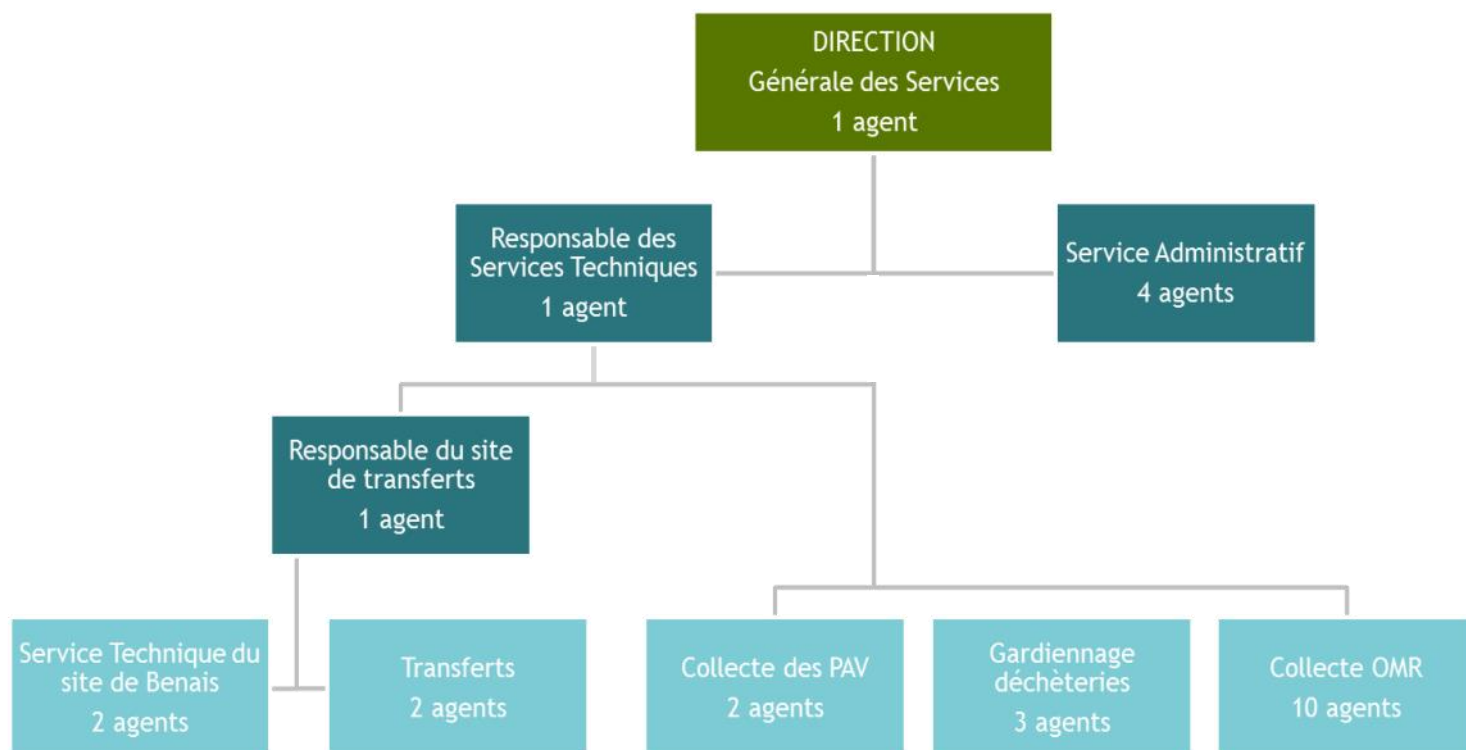 DIRECTION
Générale des Services
1 agent
Responsable des
Services Techniques
1 agent
Service Administratif
4 agents
Responsable du site
de transferts
1 agent
Service Technique du
site de Benais
2 agents
Transferts
2 agents
Collecte des PAV
2 agents
Gardiennage
déchèteries
3 agents
Collecte OMR
10 agents